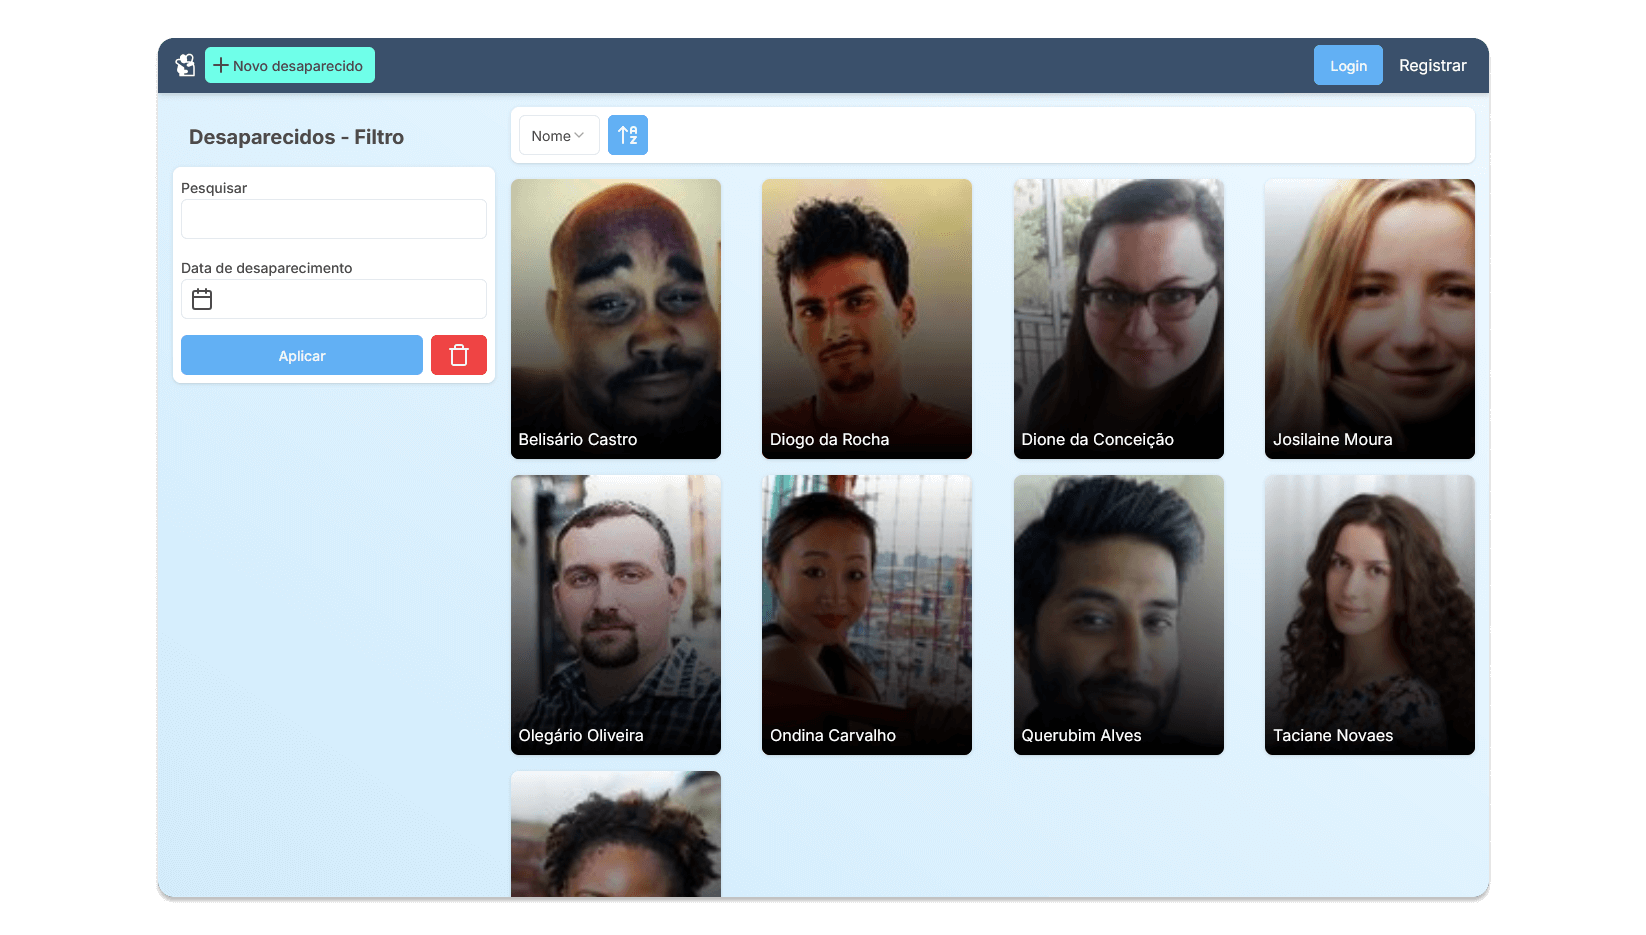 Novo desaparecido
Login
Registrar
Desaparecidos - Filtro
Pesquisar
Data de desaparecimento
Aplicar
Nome
A
Z
Belisário Castro
Diogo da Rocha
Dione da Conceição
Josilaine Moura
Olegário Oliveira
Ondina Carvalho
Querubim Alves
Taciane Novaes